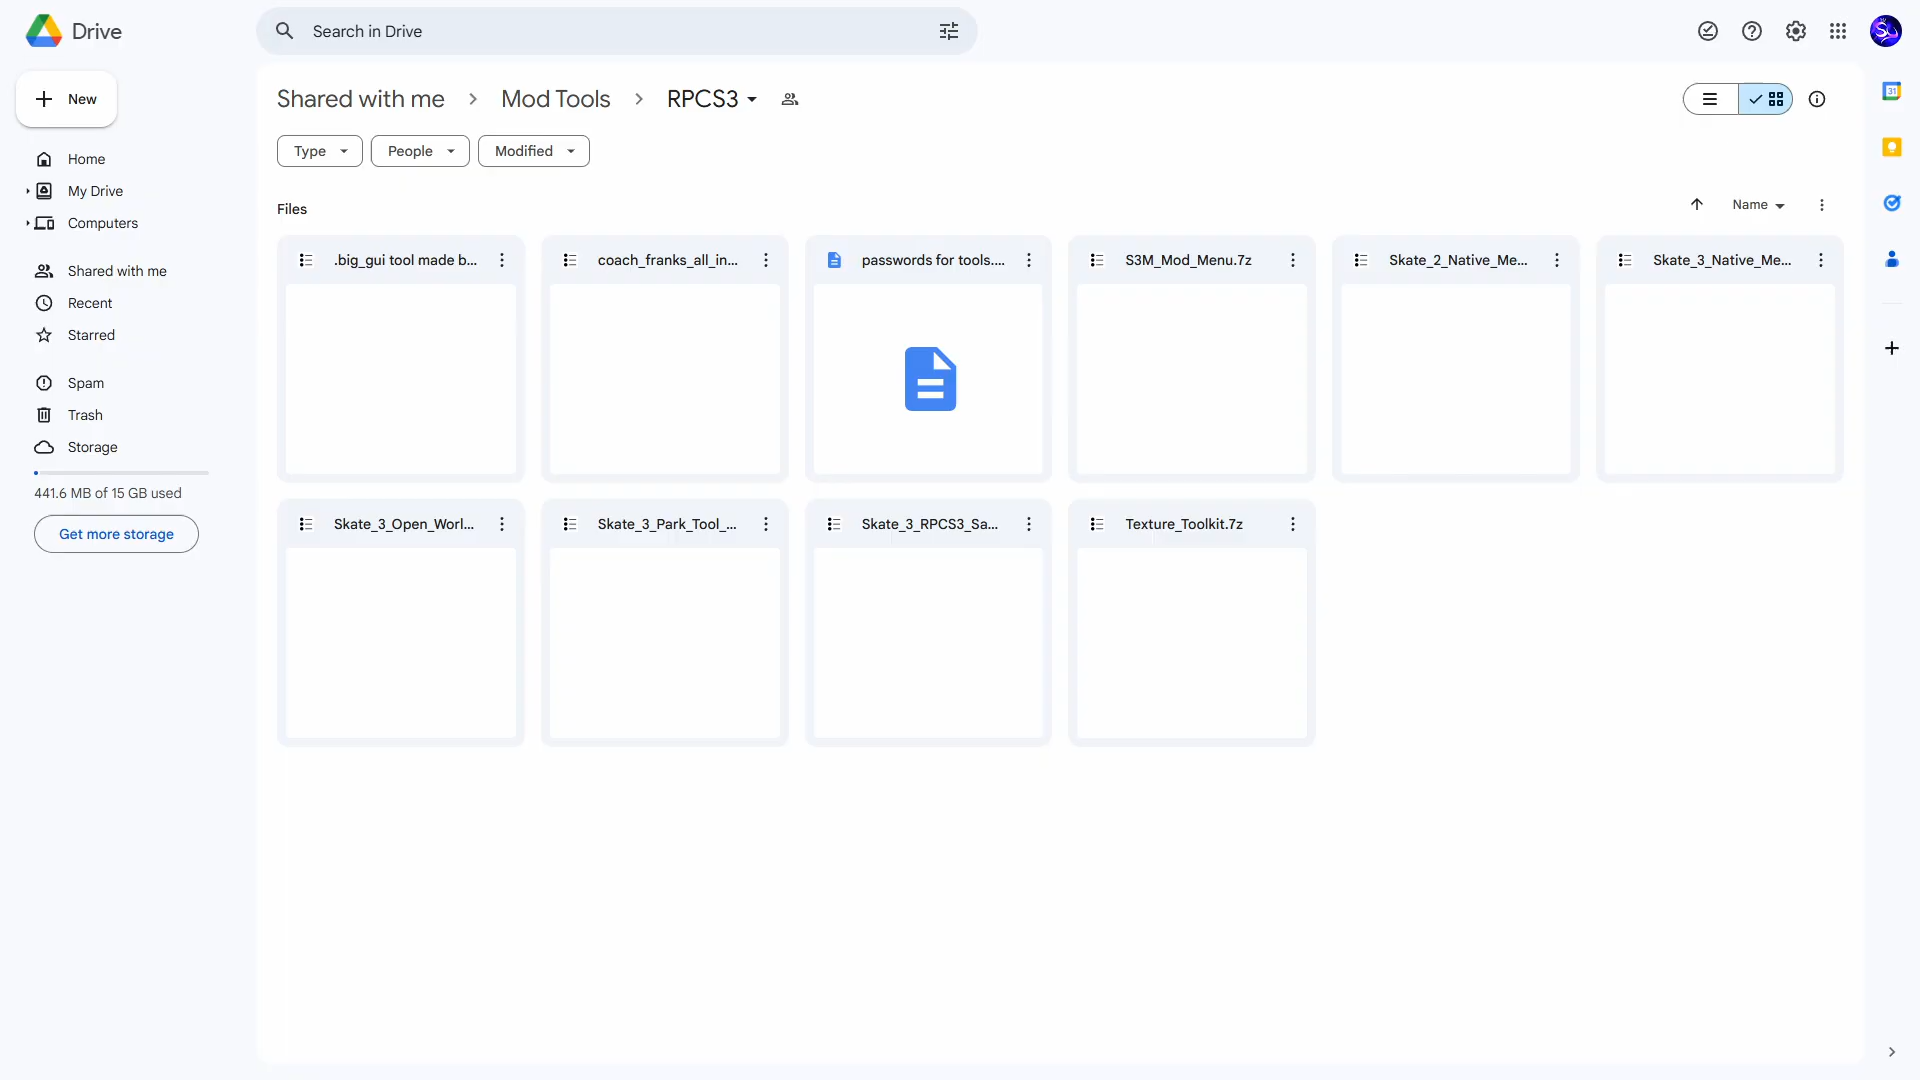 Drive
Search in Drive
New
Home
My Drive
Computers
Shared with me
Recent
Starred
Spam
Trash
Storage
441.6 MB of 15 GB used
Get more storage
Shared with me
Mod Tools
RPCS3
Type
People
Modified
Files
Name
.big_gui tool made b...
coach_franks_all_in...
passwords for tools....
S3M_Mod_Menu.7z
Skate_2_Native_Me...
Skate_3_Native_Me...
Skate_3_Open_Worl...
Skate_3_Park_Tool_...
Skate_3_RPCS3_Sa...
Texture_Toolkit.7z
31